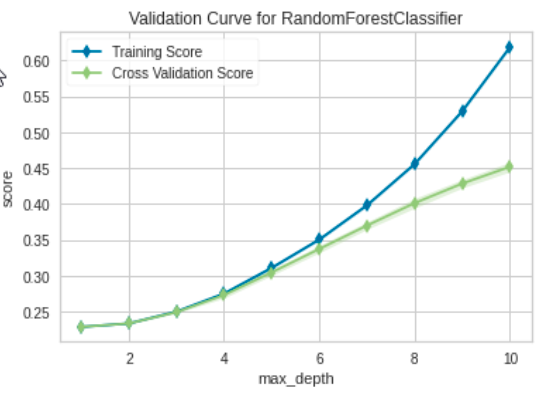 Validation Curve for RandomForestClassifier
Training Score
Cross Validation Score
0.60
0.55
0.50
0.45
0.40
0.35
0.30
0.25
score
2 4 6 8 10
max_depth